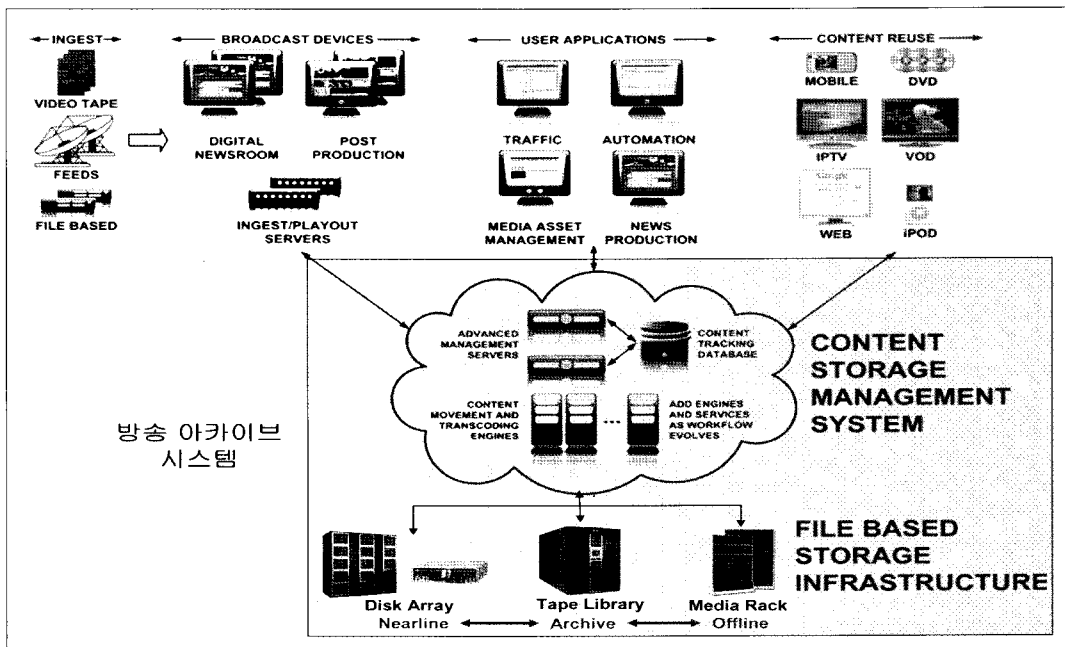 INGEST
BROADCAST DEVICES
USER APPLICATIONS
CONTENT REUSE
VIDEO TAPE
FEEDS
FILE BASED
DIGITAL
NEWSROOM
POST
PRODUCTION
INGEST/PLAYOUT
SERVERS
TRAFFIC
AUTOMATION
MEDIA ASSET
MANAGEMENT
NEWS
PRODUCTION
MOBILE
DVD
IPTV
VOD
WEB
iPOD
ADVANCED
MANAGEMENT
SERVERS
CONTENT
TRACKING
DATABASE
CONTENT
MOVEMENT AND
TRANSCODING
ENGINES
ADD ENGINES
AND SERVICES
AS WORKFLOW
EVOLVES
CONTENT
STORAGE
MANAGEMENT
SYSTEM
방송 아카이브
시스템
FILE BASED
STORAGE
INFRASTRUCTURE
Disk Array
Nearline
Tape Library
Archive
Media Rack
Offline